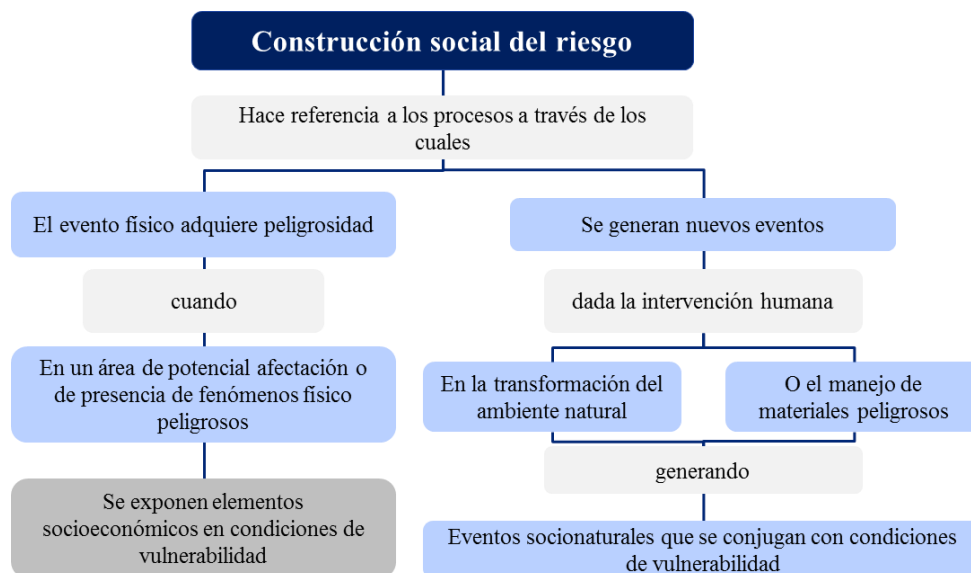 Construcción social del riesgo
Hace referencia a los procesos a través de los
cuales
El evento físico adquiere peligrosidad
cuando
En un área de potencial afectación o
de presencia de fenómenos físico
peligrosos
Se exponen elementos
socioeconómicos en condiciones de
vulnerabilidad
Se generan nuevos eventos
dada la intervención humana
En la transformación del
ambiente natural
O el manejo de
materiales peligrosos
generando
Eventos socionaturales que se conjugan con condiciones
de vulnerabilidad